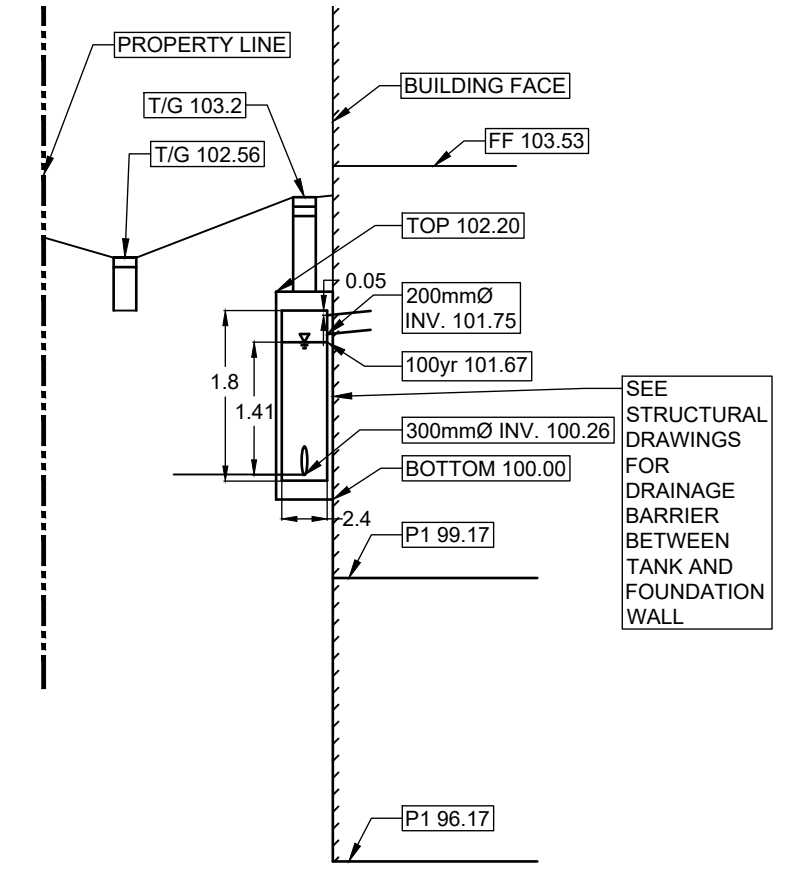 PROPERTY LINE
T/G 103.2
BUILDING FACE
T/G 102.56
FF 103.53
TOP 102.20
0.05
200mmØ
INV. 101.75
100yr 101.67
1.8
1.41
300mmØ INV. 100.26
BOTTOM 100.00
2.4
SEE
STRUCTURAL
DRAWINGS
FOR
DRAINAGE
BARRIER
BETWEEN
TANK AND
FOUNDATION
WALL
P1 99.17
P1 96.17